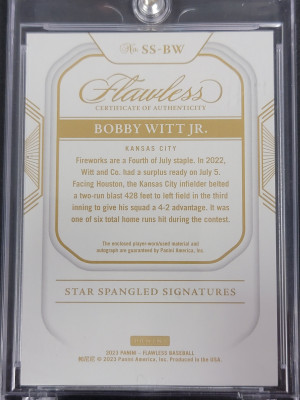 No. SS-BW
Flawless
CERTIFICATE OF AUTHENTICITY
BOBBY WITT JR.
KANSAS CITY
Fireworks are a Fourth of July staple. In 2022,
Witt and Co. had a surplus ready on July 5.
Facing Houston, the Kansas City infielder belted
a two-run blast 428 feet to left field in the third
inning to give his squad a 4-2 advantage. It was
one of six total home runs hit during the contest.
The enclosed player-worn/used material and
autograph are guaranteed by Panini America, Inc.
STAR SPANGLED SIGNATURES
2023 PANINI - FLAWLESS BASEBALL
© 2023 Panini America, Inc. Produced in the USA.